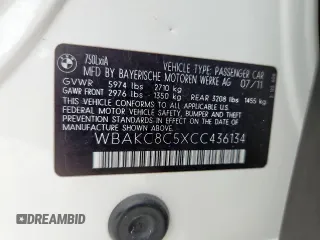 750LxiA
VEHICLE TYPE: PASSENGER CAR
MFD BY BAYERISCHE MOTOREN WERKE AG 07/11
GVWR 5974 lbs 2710 kg
GAWR FRONT 2976 lbs 1350 kg REAR 3208 lbs 1455 kg
THIS VEHICLE CONFORMS TO ALL APPLICABLE
FEDERAL MOTOR VEHICLE SAFETY, BUMPER, AND
THEFT PREVENTION STANDARDS IN EFFECT ON
THE DATE OF MANUFACTURE SHOWN ABOVE.
WBAKC8C5XCC436134
DREAMBID